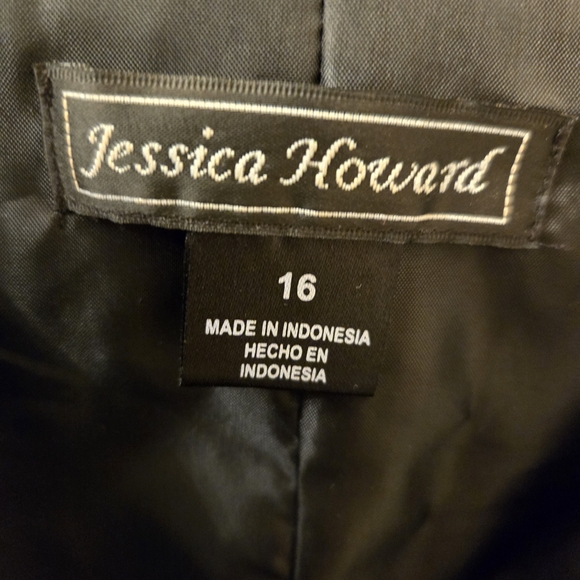 Jessica Howard
16
MADE IN INDONESIA
HECHO EN
INDONESIA